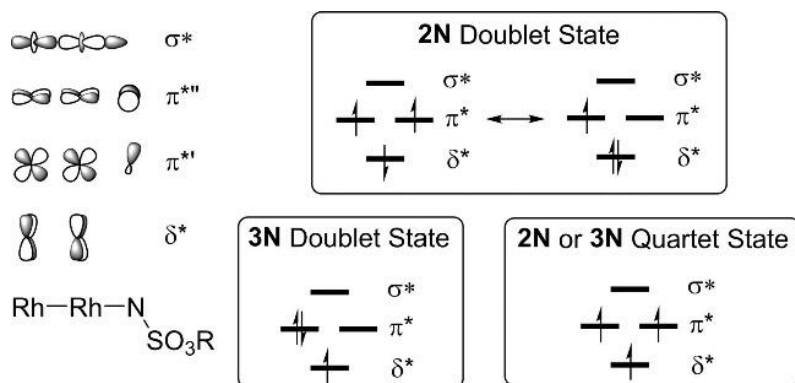 σ*
π*"
π*'
δ*
Rh—Rh—N
SO₃R
2N Doublet State
σ*
π*
δ*
σ*
π*
δ*
3N Doublet State
σ*
π*
δ*
2N or 3N Quartet State
σ*
π*
δ*